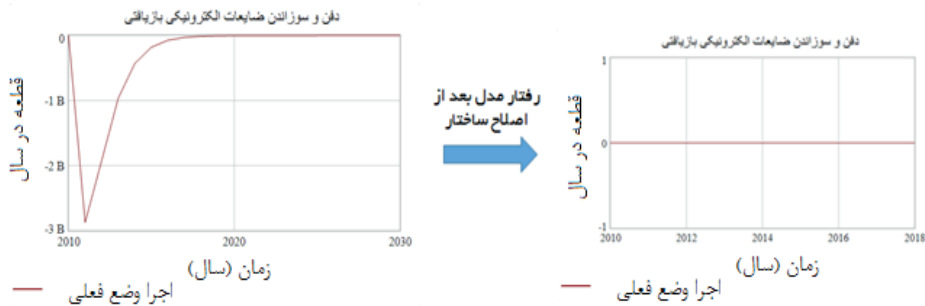 دفن و سوزاندن ضایعات الکترونیکی بازیافتی
0
-1 B
-2 B
-3 B
قطعه در سال
2010
2020
2030
زمان (سال)
اجرا وضع فعلی
رفتار مدل بعد از
اصلاح ساختار
دفن و سوزاندن ضایعات الکترونیکی بازیافتی
1
0
-1
قطعه در سال
2010
2012
2014
2016
2018
زمان (سال)
اجرا وضع فعلی